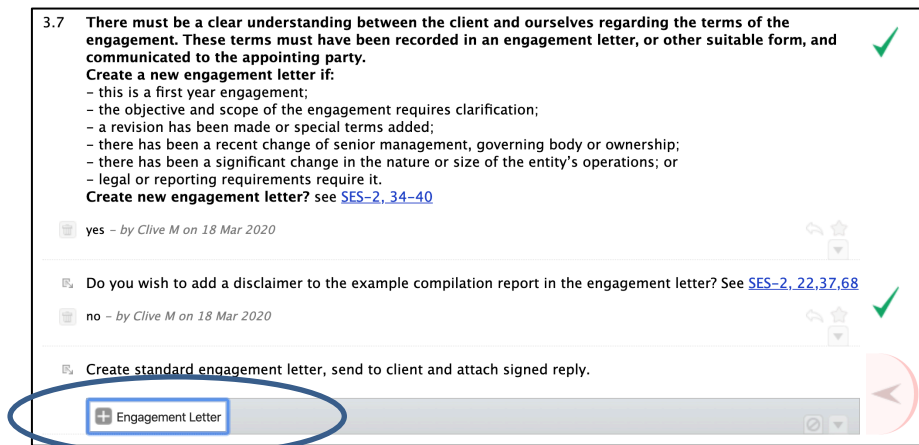 3.7 There must be a clear understanding between the client and ourselves regarding the terms of the
engagement. These terms must have been recorded in an engagement letter, or other suitable form, and
communicated to the appointing party.
Create a new engagement letter if:
– this is a first year engagement;
– the objective and scope of the engagement requires clarification;
– a revision has been made or special terms added;
– there has been a recent change of senior management, governing body or ownership;
– there has been a significant change in the nature or size of the entity's operations; or
– legal or reporting requirements require it.
Create new engagement letter? see SES-2, 34-40
yes – by Clive M on 18 Mar 2020
Do you wish to add a disclaimer to the example compilation report in the engagement letter? See SES-2, 22,37,68
no – by Clive M on 18 Mar 2020
Create standard engagement letter, send to client and attach signed reply.
Engagement Letter